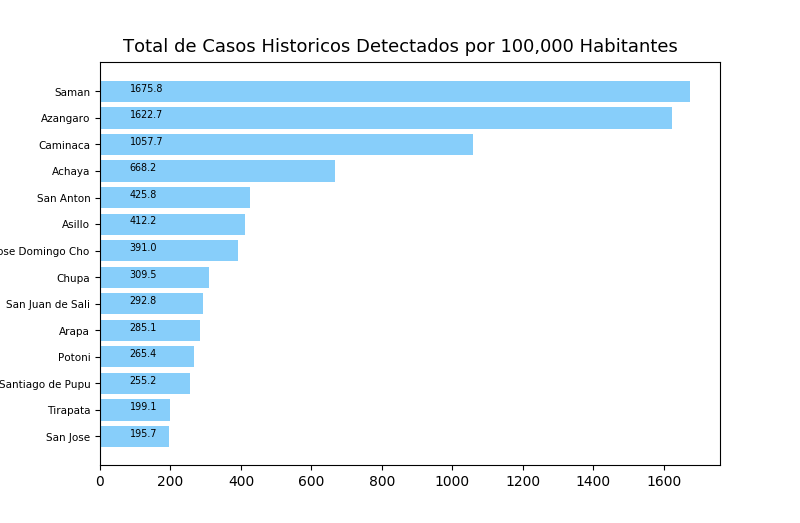 Total de Casos Historicos Detectados por 100,000 Habitantes
Saman 1675.8
Azangaro 1622.7
Caminaca 1057.7
Achaya 668.2
San Anton 425.8
Asillo 412.2
ose Domingo Cho 391.0
Chupa 309.5
San Juan de Sali 292.8
Arapa 285.1
Potoni 265.4
Santiago de Pupu 255.2
Tirapata 199.1
San Jose 195.7
0 200 400 600 800 1000 1200 1400 1600